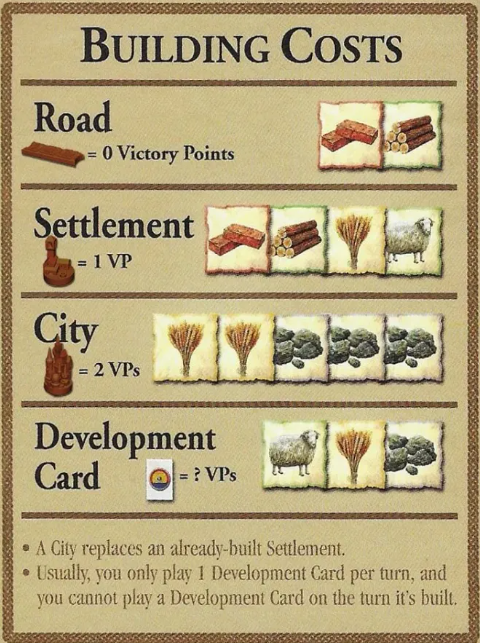 BUILDING COSTS
Road
= 0 Victory Points
Settlement
= 1 VP
City
= 2 VPs
Development
Card
= ? VPs
• A City replaces an already-built Settlement.
• Usually, you only play 1 Development Card per turn, and
you cannot play a Development Card on the turn it's built.